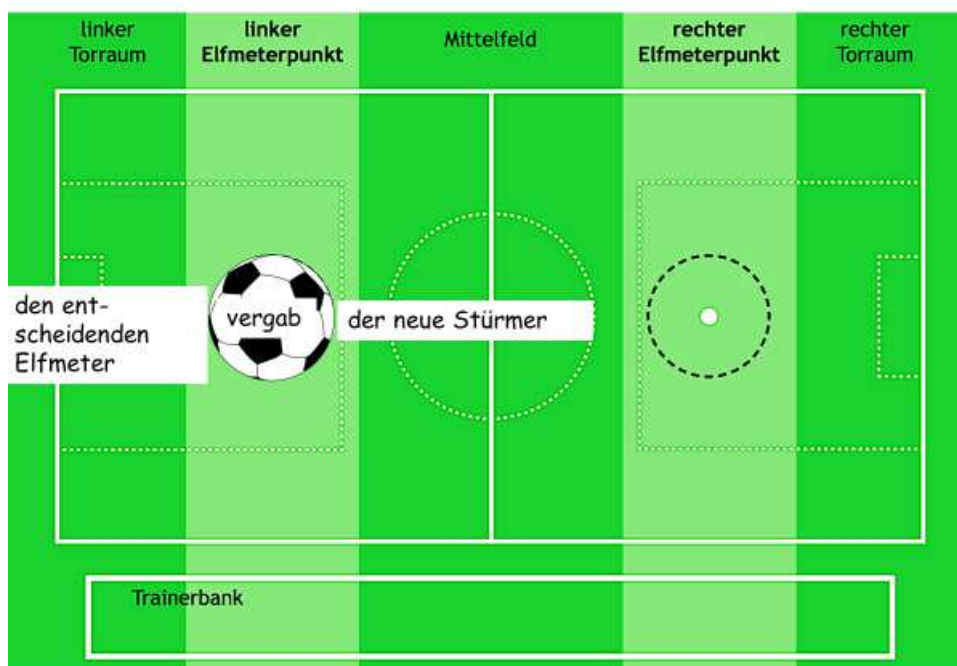 linker
Torraum
linker
Elfmeterpunkt
Mittelfeld
rechter
Elfmeterpunkt
rechter
Torraum
den ent-
scheidenden
Elfmeter
vergab
der neue Stürmer
Trainerbank